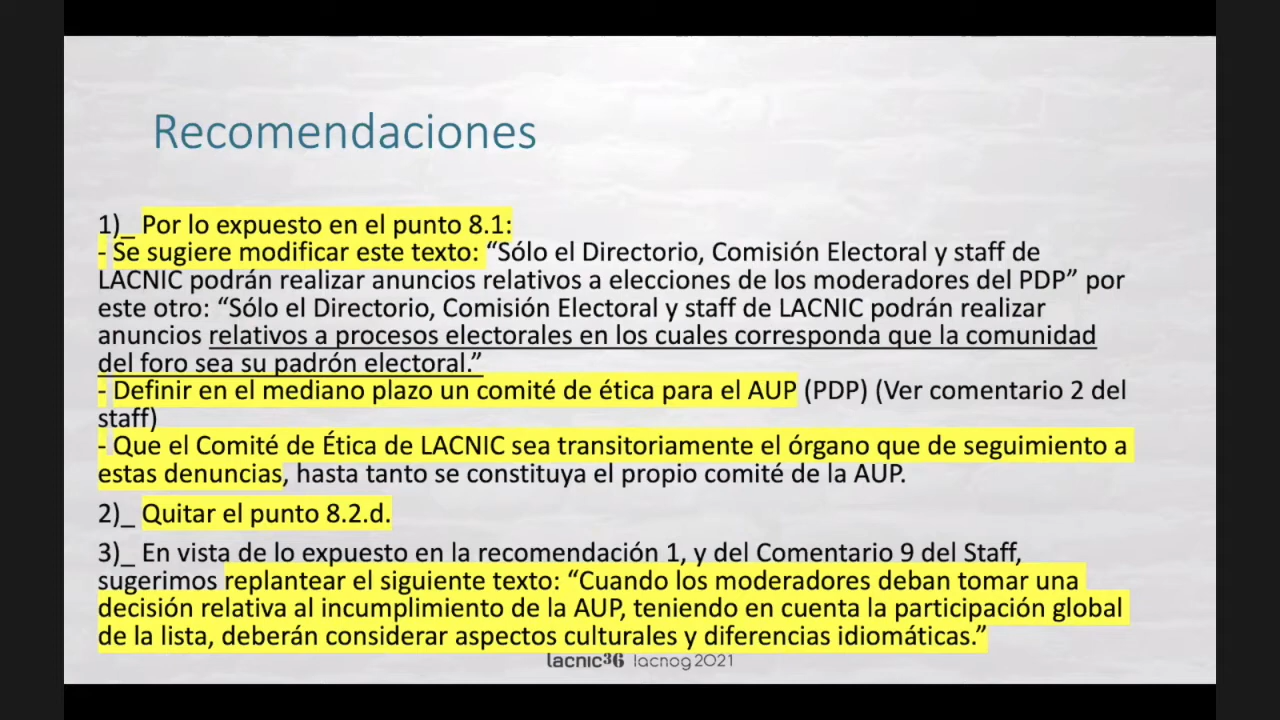 Recomendaciones
1)_ Por lo expuesto en el punto 8.1:
- Se sugiere modificar este texto: “Sólo el Directorio, Comisión Electoral y staff de
LACNIC podrán realizar anuncios relativos a elecciones de los moderadores del PDP” por
este otro: “Sólo el Directorio, Comisión Electoral y staff de LACNIC podrán realizar
anuncios relativos a procesos electorales en los cuales corresponda que la comunidad
del foro sea su padrón electoral.”
- Definir en el mediano plazo un comité de ética para el AUP (PDP) (Ver comentario 2 del
staff)
- Que el Comité de Ética de LACNIC sea transitoriamente el órgano que de seguimiento a
estas denuncias, hasta tanto se constituya el propio comité de la AUP.
2)_ Quitar el punto 8.2.d.
3)_ En vista de lo expuesto en la recomendación 1, y del Comentario 9 del Staff,
sugerimos replantear el siguiente texto: “Cuando los moderadores deban tomar una
decisión relativa al incumplimiento de la AUP, teniendo en cuenta la participación global
de la lista, deberán considerar aspectos culturales y diferencias idiomáticas.”
lacnic36 lacnog2021